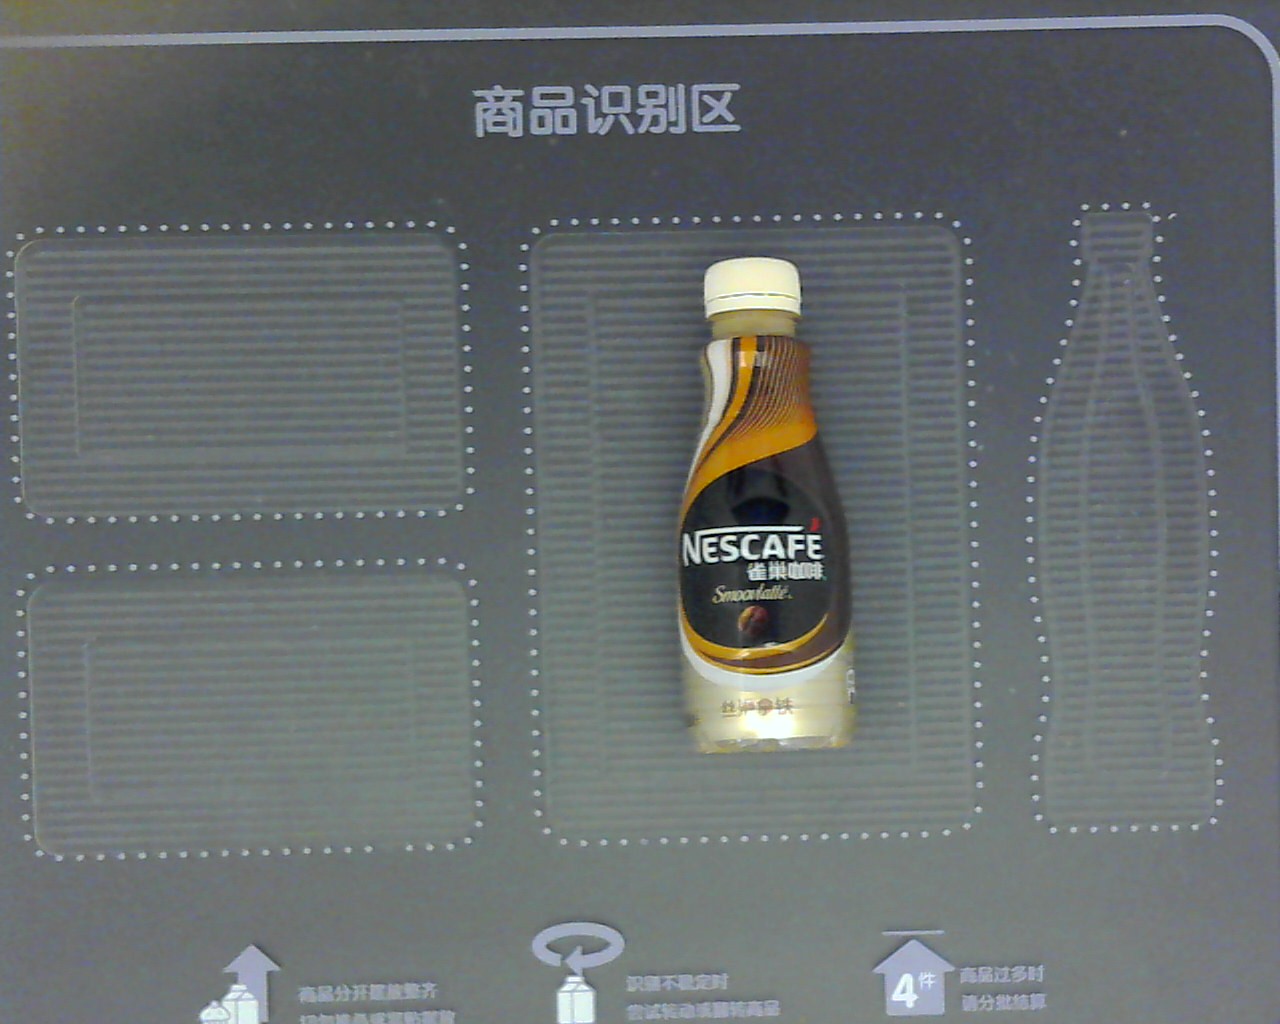 商品识别区
NESCAFÉ
雀巢咖啡
Smoovlatté
丝滑拿铁
商品分开摆放整齐
识别不稳定时
尝试转动或翻转商品
4件
商品过多时
请分批结算